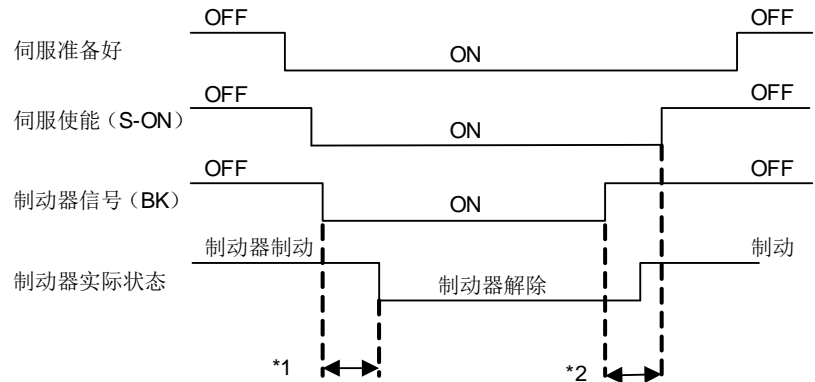 OFF
OFF
伺服准备好
ON
OFF
OFF
伺服使能（S-ON）
ON
OFF
OFF
制动器信号（BK）
ON
制动器制动
制动
制动器实际状态
制动器解除
*1
*2